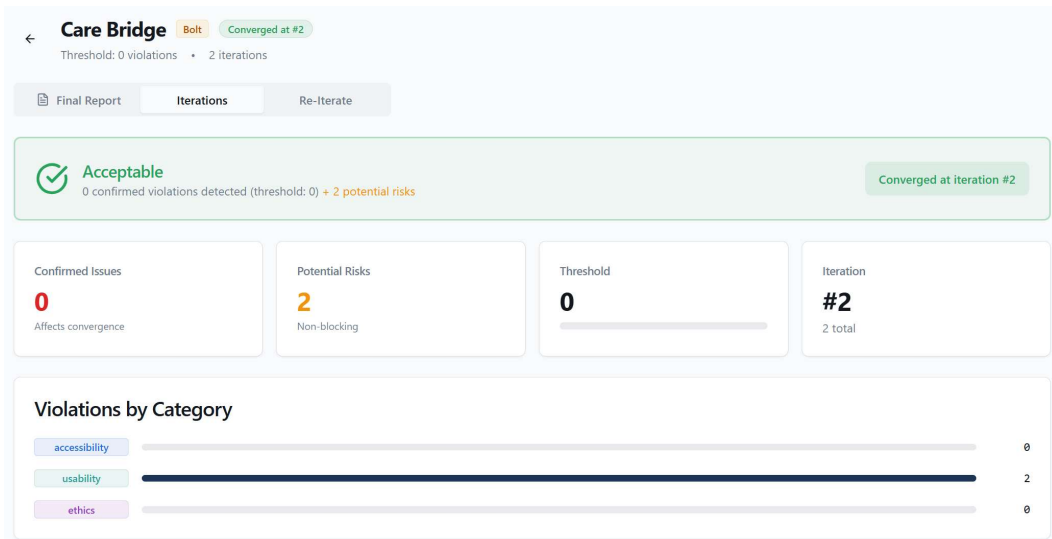 Care Bridge Bolt Converged at #2
Threshold: 0 violations • 2 iterations
Final Report Iterations Re-Iterate
Acceptable
0 confirmed violations detected (threshold: 0) + 2 potential risks
Converged at iteration #2
Confirmed Issues
0
Affects convergence
Potential Risks
2
Non-blocking
Threshold
0
Iteration
#2
2 total
Violations by Category
accessibility 0
usability 2
ethics 0